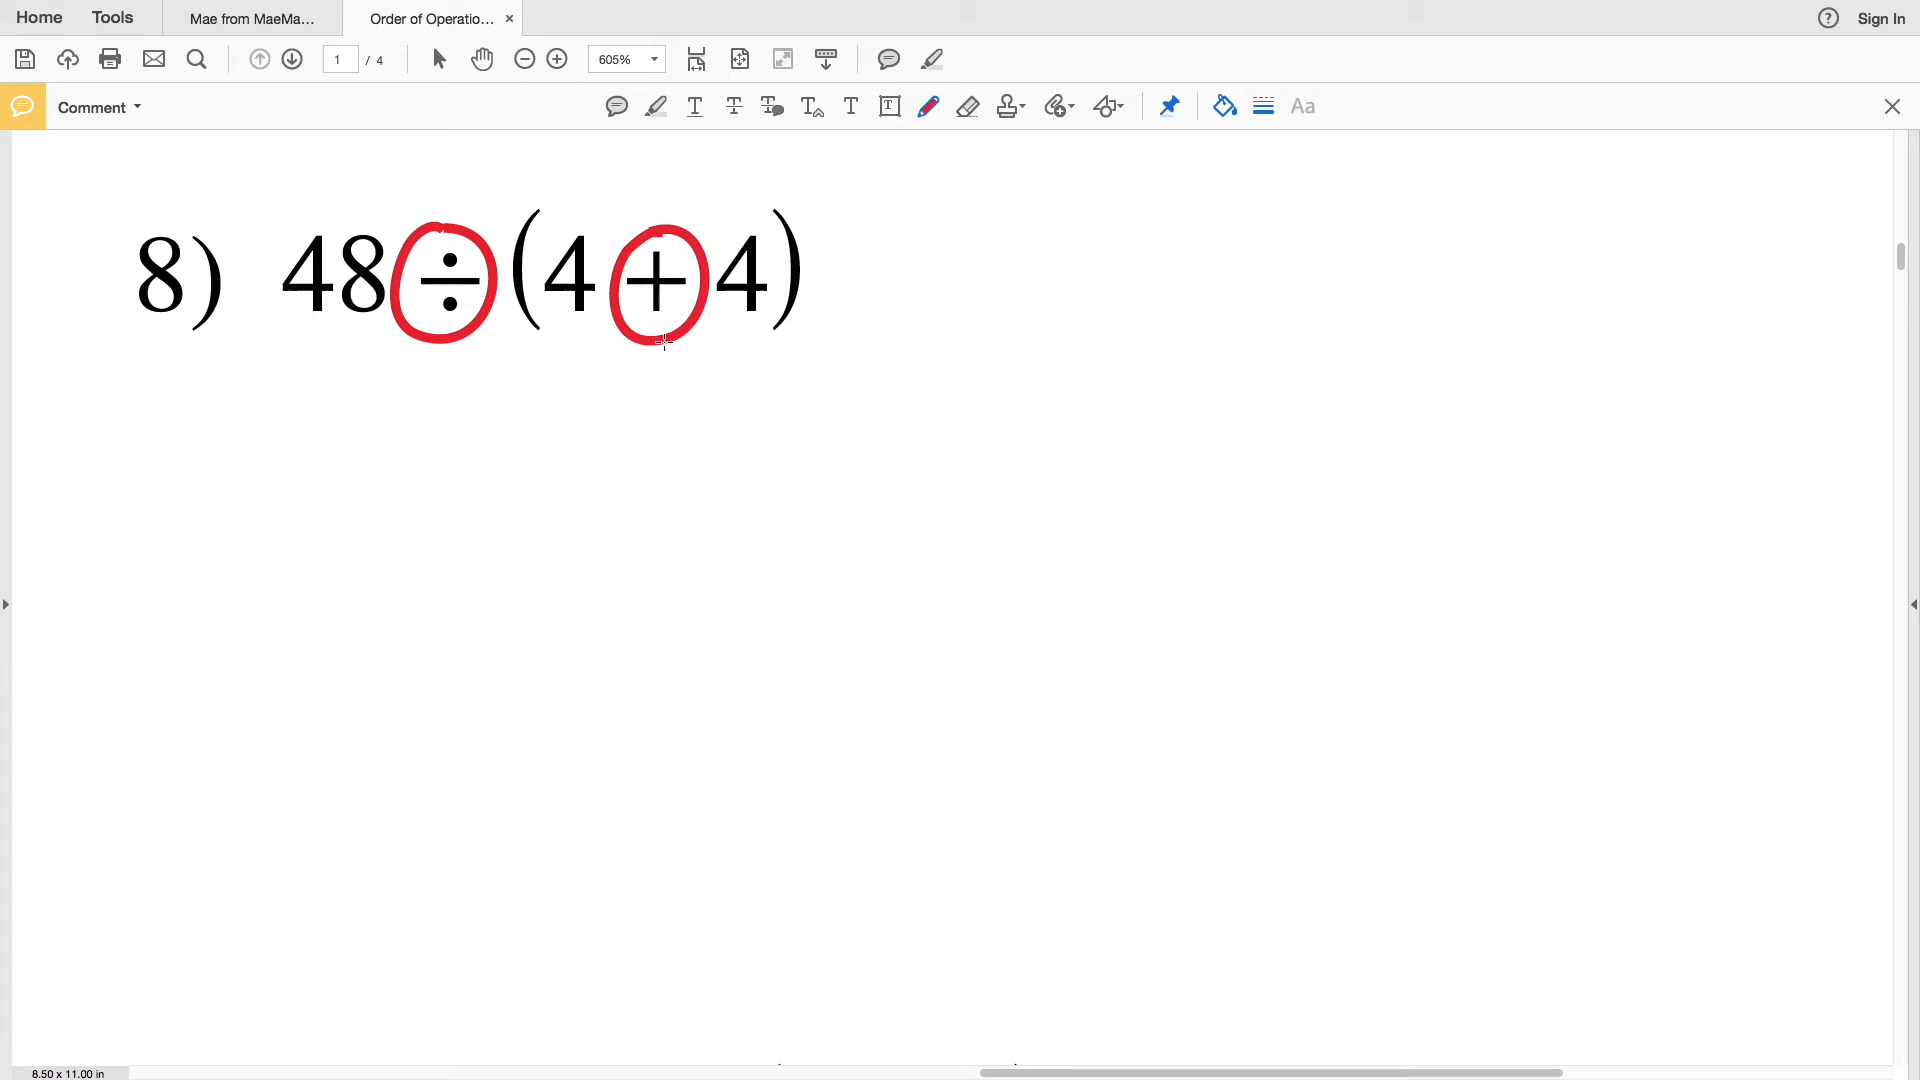 Home Tools Mae from MaeMa... Order of Operatio... × ? Sign In
1 / 4 605%
Comment T T T T T T Aa
8) 48 ÷ (4 + 4)
8.50 x 11.00 in